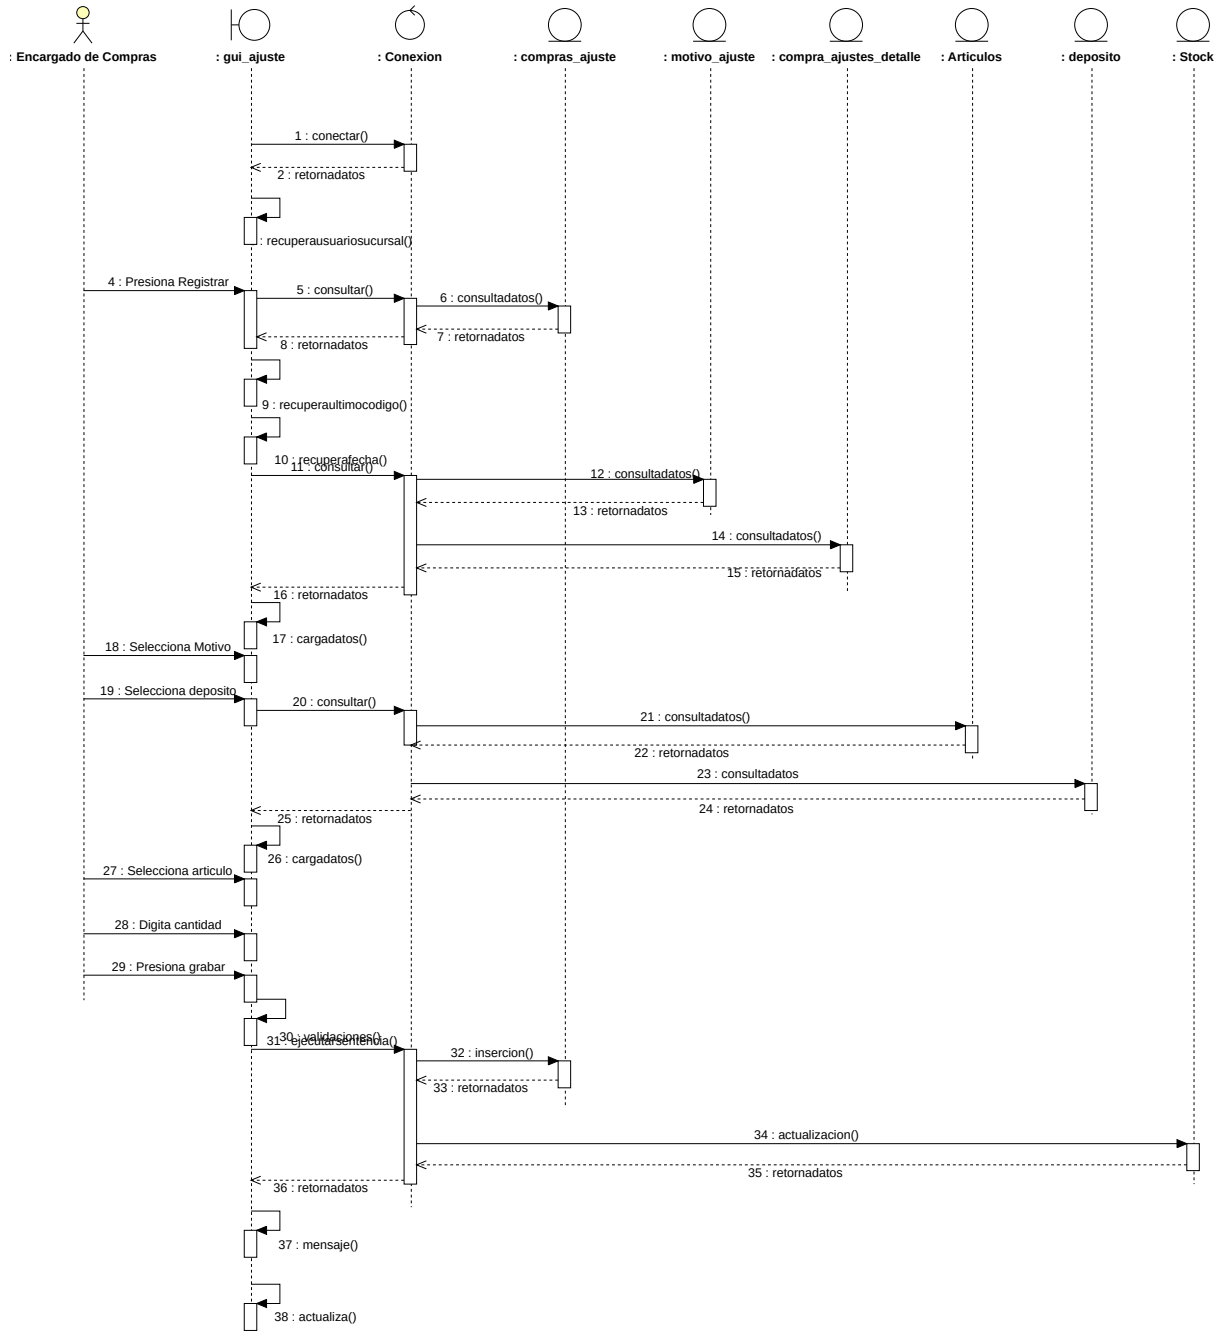 : Encargado de Compras
: gui_ajuste
: Conexion
: compras_ajuste
: motivo_ajuste
: compra_ajustes_detalle
: Articulos
: deposito
: Stock
1 : conectar()
2 : retornadatos
: recuperausuariosucursal()
4 : Presiona Registrar
5 : consultar()
6 : consultadatos()
7 : retornadatos
8 : retornadatos
9 : recuperaultimocodigo()
10 : recuperafecha()
11 : consultar()
12 : consultadatos()
13 : retornadatos
14 : consultadatos()
15 : retornadatos
16 : retornadatos
17 : cargadatos()
18 : Selecciona Motivo
19 : Selecciona deposito
20 : consultar()
21 : consultadatos()
22 : retornadatos
23 : consultadatos
24 : retornadatos
25 : retornadatos
26 : cargadatos()
27 : Selecciona articulo
28 : Digita cantidad
29 : Presiona grabar
30 : validaciones()
31 : ejecutarsentencia()
32 : insercion()
33 : retornadatos
34 : actualizacion()
35 : retornadatos
36 : retornadatos
37 : mensaje()
38 : actualiza()